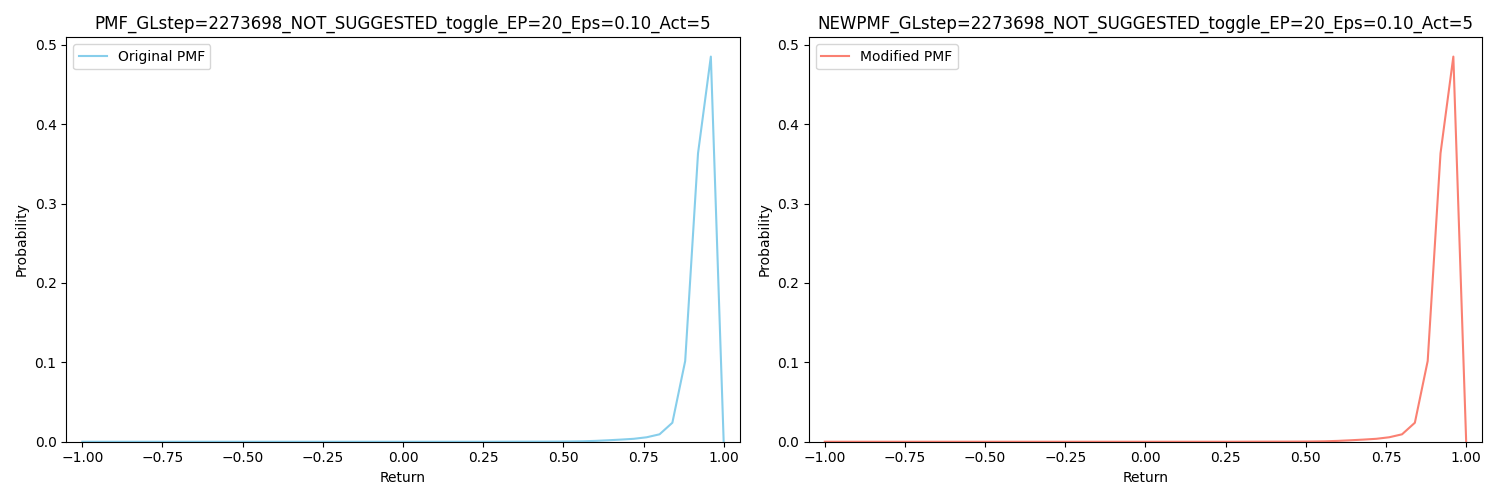 PMF_GLstep=2273698_NOT_SUGGESTED_toggle_EP=20_Eps=0.10_Act=5
Original PMF
Probability
0.5
0.4
0.3
0.2
0.1
0.0
−1.00 −0.75 −0.50 −0.25 0.00 0.25 0.50 0.75 1.00
Return
NEWPMF_GLstep=2273698_NOT_SUGGESTED_toggle_EP=20_Eps=0.10_Act=5
Modified PMF
Probability
0.5
0.4
0.3
0.2
0.1
0.0
−1.00 −0.75 −0.50 −0.25 0.00 0.25 0.50 0.75 1.00
Return